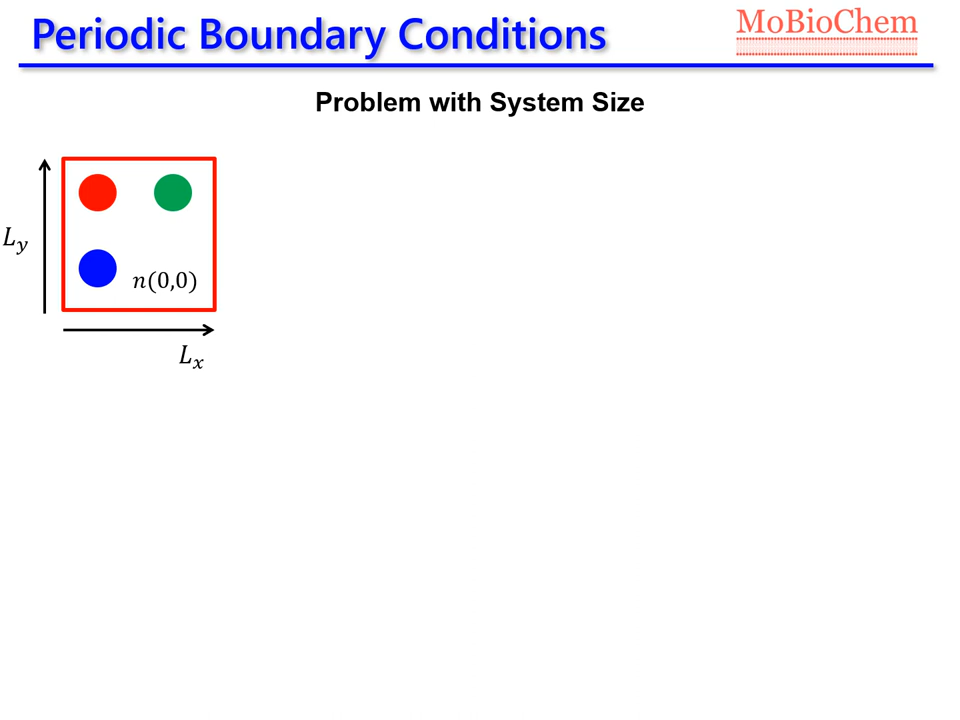 Periodic Boundary Conditions
MoBioChem
Problem with System Size
L_y
n(0,0)
L_x